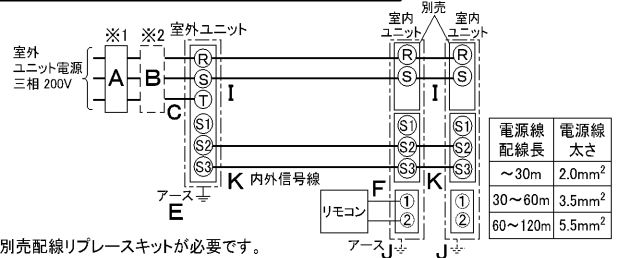 別売
※1 ※2 室外ユニット 室内ユニット 室内ユニット
室外
ユニット電源
三相 200V
A B R R R
S S I S I
C T
S1 S1 S1
S2 S2 S2
S3 S3 S3
K 内外信号線 F K
アース
E
リモコン ① ①
② ②
アース J J
別売配線リプレースキットが必要です。
電源線配線長 電源線太さ
～30m 2.0mm²
30～60m 3.5mm²
60～120m 5.5mm²